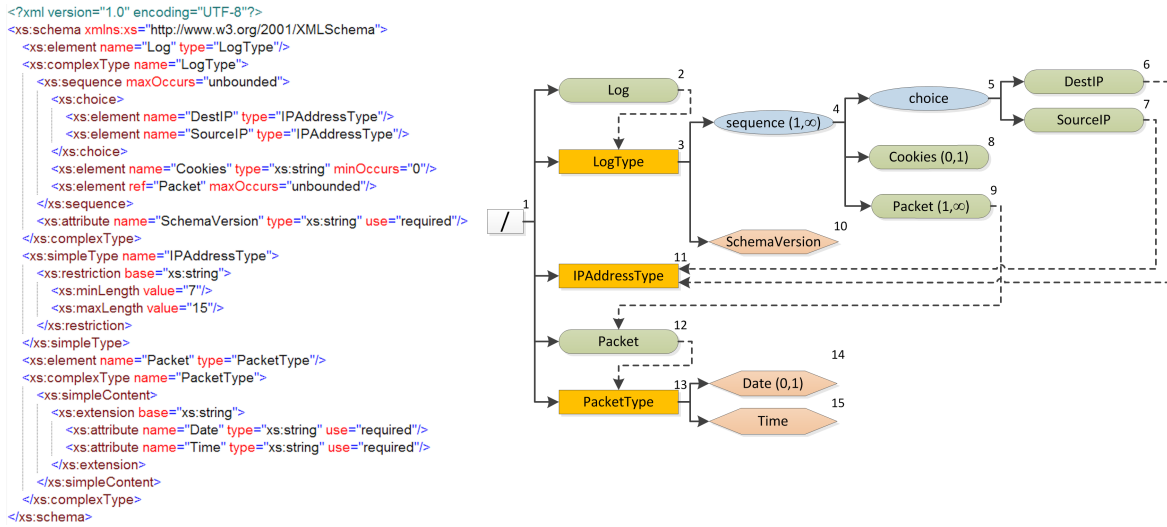 <?xml version="1.0" encoding="UTF-8"?>
<xs:schema xmlns:xs="http://www.w3.org/2001/XMLSchema">
<xs:element name="Log" type="LogType"/>
<xs:complexType name="LogType">
<xs:sequence maxOccurs="unbounded">
<xs:choice>
<xs:element name="DestIP" type="IPAddressType"/>
<xs:element name="SourceIP" type="IPAddressType"/>
</xs:choice>
<xs:element name="Cookies" type="xs:string" minOccurs="0"/>
<xs:element ref="Packet" maxOccurs="unbounded"/>
</xs:sequence>
<xs:attribute name="SchemaVersion" type="xs:string" use="required"/>
</xs:complexType>
<xs:simpleType name="IPAddressType">
<xs:restriction base="xs:string">
<xs:minLength value="7"/>
<xs:maxLength value="15"/>
</xs:restriction>
</xs:simpleType>
<xs:element name="Packet" type="PacketType"/>
<xs:complexType name="PacketType">
<xs:simpleContent>
<xs:extension base="xs:string">
<xs:attribute name="Date" type="xs:string" use="required"/>
<xs:attribute name="Time" type="xs:string" use="required"/>
</xs:extension>
</xs:simpleContent>
</xs:complexType>
</xs:schema>
/
1
Log
2
LogType
3
sequence (1,∞)
4
choice
5
DestIP
6
SourceIP
7
Cookies (0,1)
8
Packet (1,∞)
9
SchemaVersion
10
IPAddressType
11
Packet
12
PacketType
13
Date (0,1)
14
Time
15